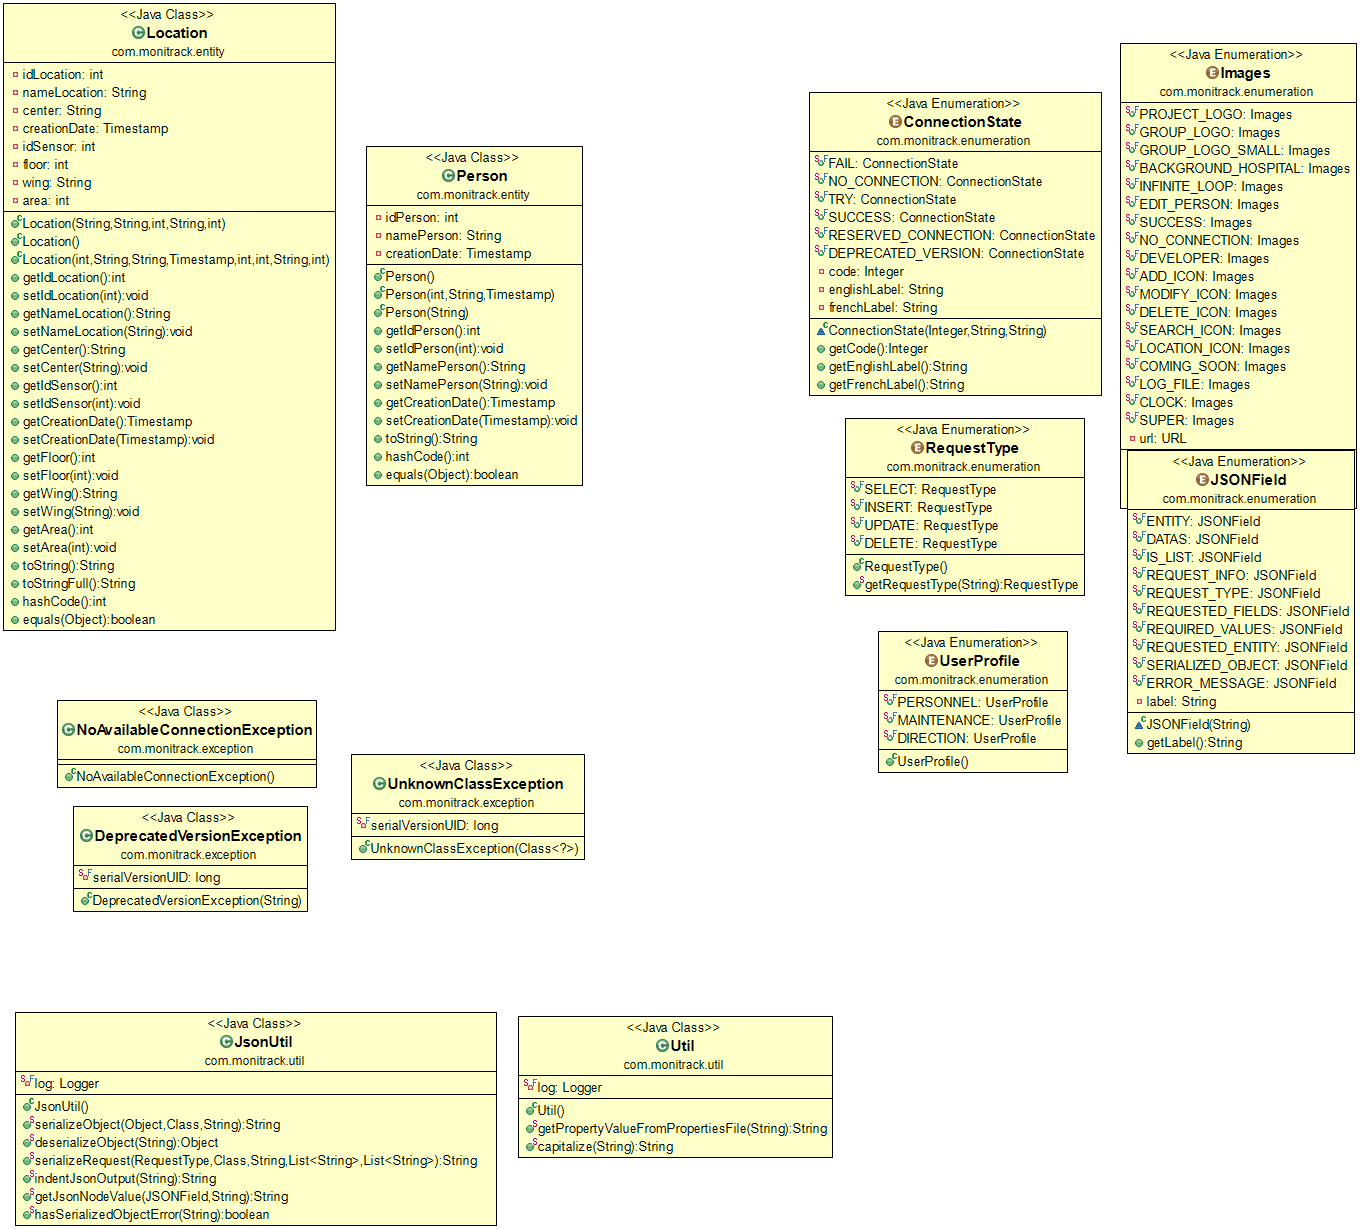 <<Java Class>>
Location
com.monitrack.entity
idLocation: int
nameLocation: String
center: String
creationDate: Timestamp
idSensor: int
floor: int
wing: String
area: int
Location(String,String,int,String,int)
Location()
Location(int,String,String,Timestamp,int,int,String,int)
getIdLocation():int
setIdLocation(int):void
getNameLocation():String
setNameLocation(String):void
getCenter():String
setCenter(String):void
getIdSensor():int
setIdSensor(int):void
getCreationDate():Timestamp
setCreationDate(Timestamp):void
getFloor():int
setFloor(int):void
getWing():String
setWing(String):void
getArea():int
setArea(int):void
toString():String
toStringFull():String
hashCode():int
equals(Object):boolean
<<Java Class>>
Person
com.monitrack.entity
idPerson: int
namePerson: String
creationDate: Timestamp
Person()
Person(int,String,Timestamp)
Person(String)
getIdPerson():int
setIdPerson(int):void
getNamePerson():String
setNamePerson(String):void
getCreationDate():Timestamp
setCreationDate(Timestamp):void
toString():String
hashCode():int
equals(Object):boolean
<<Java Enumeration>>
ConnectionState
com.monitrack.enumeration
FAIL: ConnectionState
NO_CONNECTION: ConnectionState
TRY: ConnectionState
SUCCESS: ConnectionState
RESERVED_CONNECTION: ConnectionState
DEPRECATED_VERSION: ConnectionState
code: Integer
englishLabel: String
frenchLabel: String
ConnectionState(Integer,String,String)
getCode():Integer
getEnglishLabel():String
getFrenchLabel():String
<<Java Enumeration>>
Images
com.monitrack.enumeration
PROJECT_LOGO: Images
GROUP_LOGO: Images
GROUP_LOGO_SMALL: Images
BACKGROUND_HOSPITAL: Images
INFINITE_LOOP: Images
EDIT_PERSON: Images
SUCCESS: Images
NO_CONNECTION: Images
DEVELOPER: Images
ADD_ICON: Images
MODIFY_ICON: Images
DELETE_ICON: Images
SEARCH_ICON: Images
LOCATION_ICON: Images
COMING_SOON: Images
LOG_FILE: Images
CLOCK: Images
SUPER: Images
url: URL
<<Java Enumeration>>
RequestType
com.monitrack.enumeration
SELECT: RequestType
INSERT: RequestType
UPDATE: RequestType
DELETE: RequestType
RequestType()
getRequestType(String):RequestType
<<Java Enumeration>>
JSONField
com.monitrack.enumeration
ENTITY: JSONField
DATAS: JSONField
IS_LIST: JSONField
REQUEST_INFO: JSONField
REQUEST_TYPE: JSONField
REQUESTED_FIELDS: JSONField
REQUIRED_VALUES: JSONField
REQUESTED_ENTITY: JSONField
SERIALIZED_OBJECT: JSONField
ERROR_MESSAGE: JSONField
label: String
JSONField(String)
getLabel():String
<<Java Enumeration>>
UserProfile
com.monitrack.enumeration
PERSONNEL: UserProfile
MAINTENANCE: UserProfile
DIRECTION: UserProfile
UserProfile()
<<Java Class>>
NoAvailableConnectionException
com.monitrack.exception
NoAvailableConnectionException()
<<Java Class>>
UnknownClassException
com.monitrack.exception
serialVersionUID: long
UnknownClassException(Class<?>)
<<Java Class>>
DeprecatedVersionException
com.monitrack.exception
serialVersionUID: long
DeprecatedVersionException(String)
<<Java Class>>
JsonUtil
com.monitrack.util
log: Logger
JsonUtil()
serializeObject(Object,Class,String):String
deserializeObject(String):Object
serializeRequest(RequestType,Class,String,List<String>,List<String>):String
indentJsonOutput(String):String
getJsonNodeValue(JSONField,String):String
hasSerializedObjectError(String):boolean
<<Java Class>>
Util
com.monitrack.util
log: Logger
Util()
getPropertyValueFromPropertiesFile(String):String
capitalize(String):String